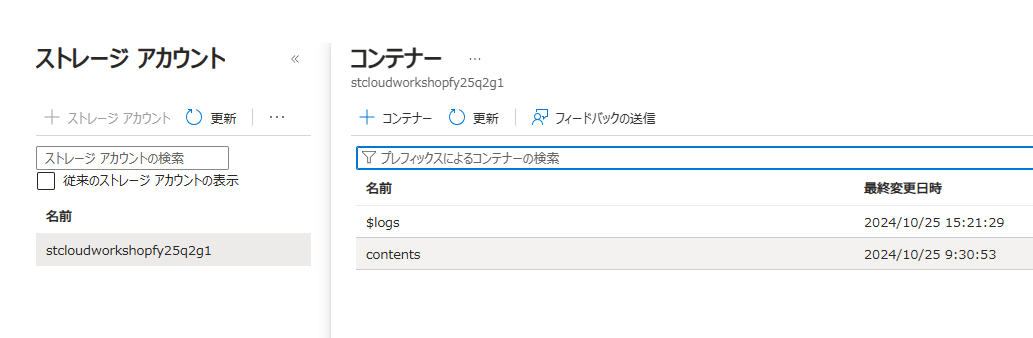 ストレージ アカウント
+ ストレージ アカウント 更新 ...
ストレージ アカウントの検索
従来のストレージ アカウントの表示
名前
stcloudworkshopfy25q2g1
コンテナー ...
stcloudworkshopfy25q2g1
+ コンテナー 更新 フィードバックの送信
プレフィックスによるコンテナーの検索
名前 最終変更日時
$logs 2024/10/25 15:21:29
contents 2024/10/25 9:30:53